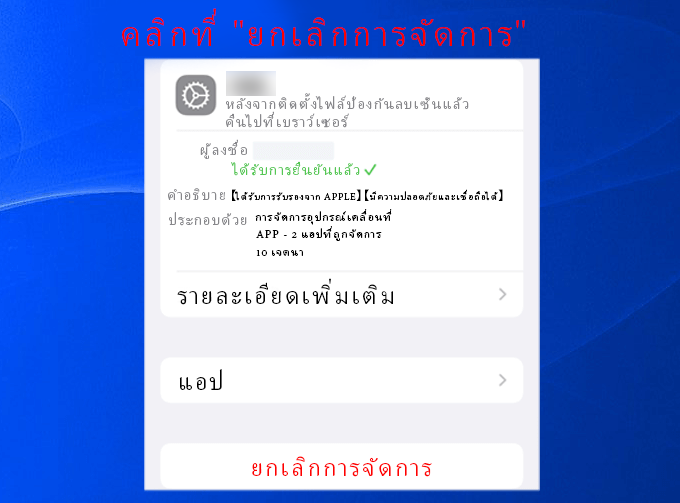 คลิกที่ "ยกเลิกการจัดการ"
หลังจากติดตั้งไฟล์ป้องกันลบเซ็นแล้ว
คืนไปที่เบราว์เซอร์
ผู้ลงชื่อ
ได้รับการยืนยันแล้ว ✓
คำอธิบาย 【ได้รับการรับรองจาก APPLE】【มีความปลอดภัยและเชื่อถือได้】
ประกอบด้วย การจัดการอุปกรณ์เคลื่อนที่
APP - 2 แอปที่ถูกจัดการ
10 เจตนา
รายละเอียดเพิ่มเติม
แอป
ยกเลิกการจัดการ